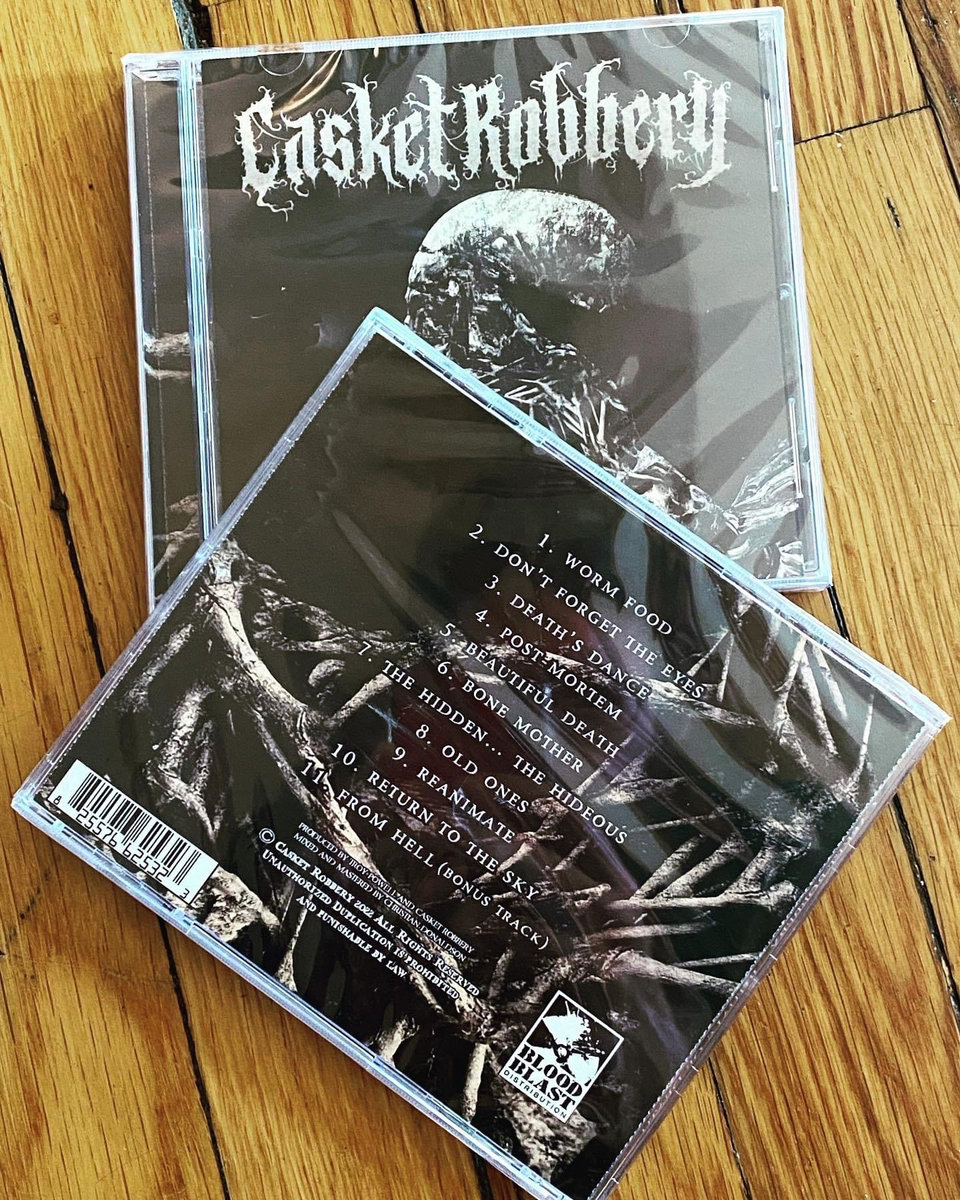 Casket Robbery
1. WORM FOOD
2. DON'T FORGET THE EYES
3. DEATH'S DANCE
4. POST-MORTEM
5. BEAUTIFUL DEATH
6. BONE MOTHER
7. THE HIDDEN... THE HIDEOUS
8. OLD ONES
9. REANIMATE
10. RETURN TO THE SKY
11. FROM HELL (BONUS TRACK)
PRODUCED BY TROY POWELL AND CASKET ROBBERY
MIXED AND MASTERED BY CHRISTIAN DONALDSON
© CASKET ROBBERY 2022 ALL RIGHTS RESERVED
UNAUTHORIZED DUPLICATION IS PROHIBITED
AND PUNISHABLE BY LAW
BLOOD
BLAST
DISTRIBUTION